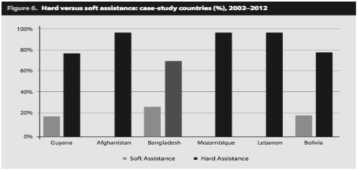 Figure 6. Hard versus soft assistance: case-study countries (%), 2002–2012
100%
80%
60%
40%
20%
0%
Guyana Afghanistan Bangladesh Mozambique Lebanon Bolivia
Soft Assistance Hard Assistance